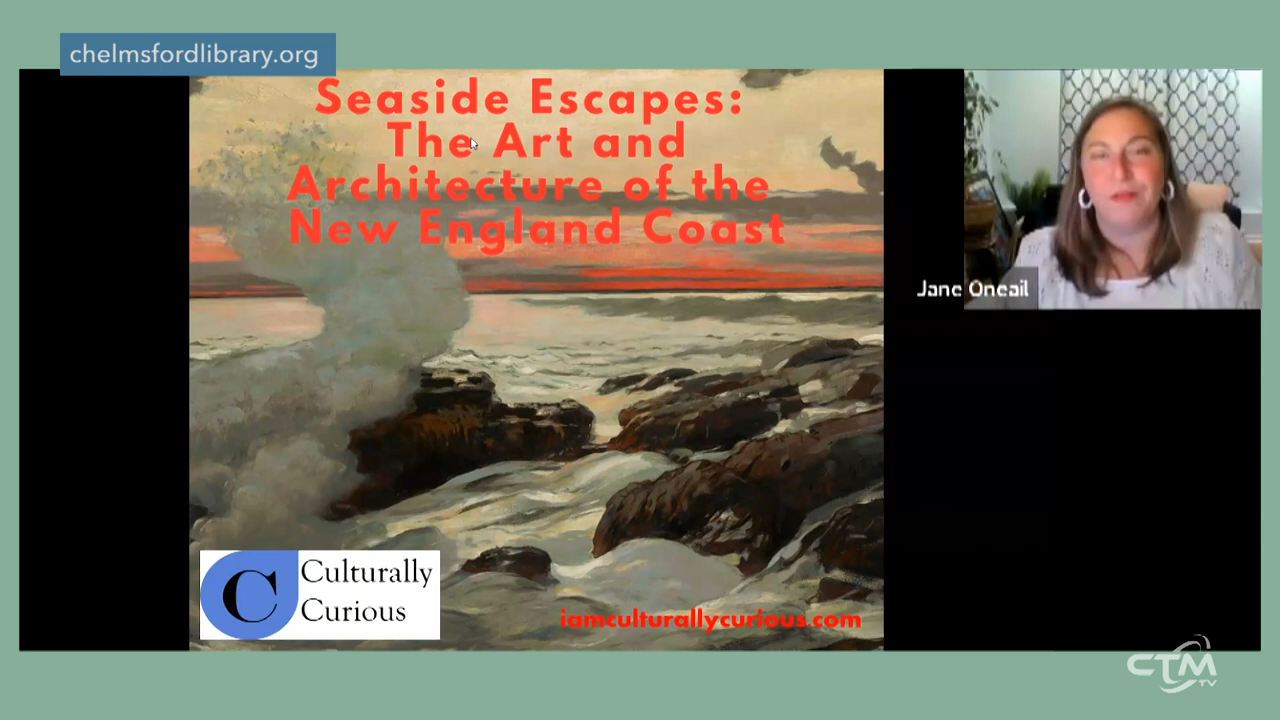 chelmsfordlibrary.org
Seaside Escapes:
The Art and
Architecture of the
New England Coast
Jane Oneail
C
Culturally
Curious
iamculturallycurious.com
CTM
TV